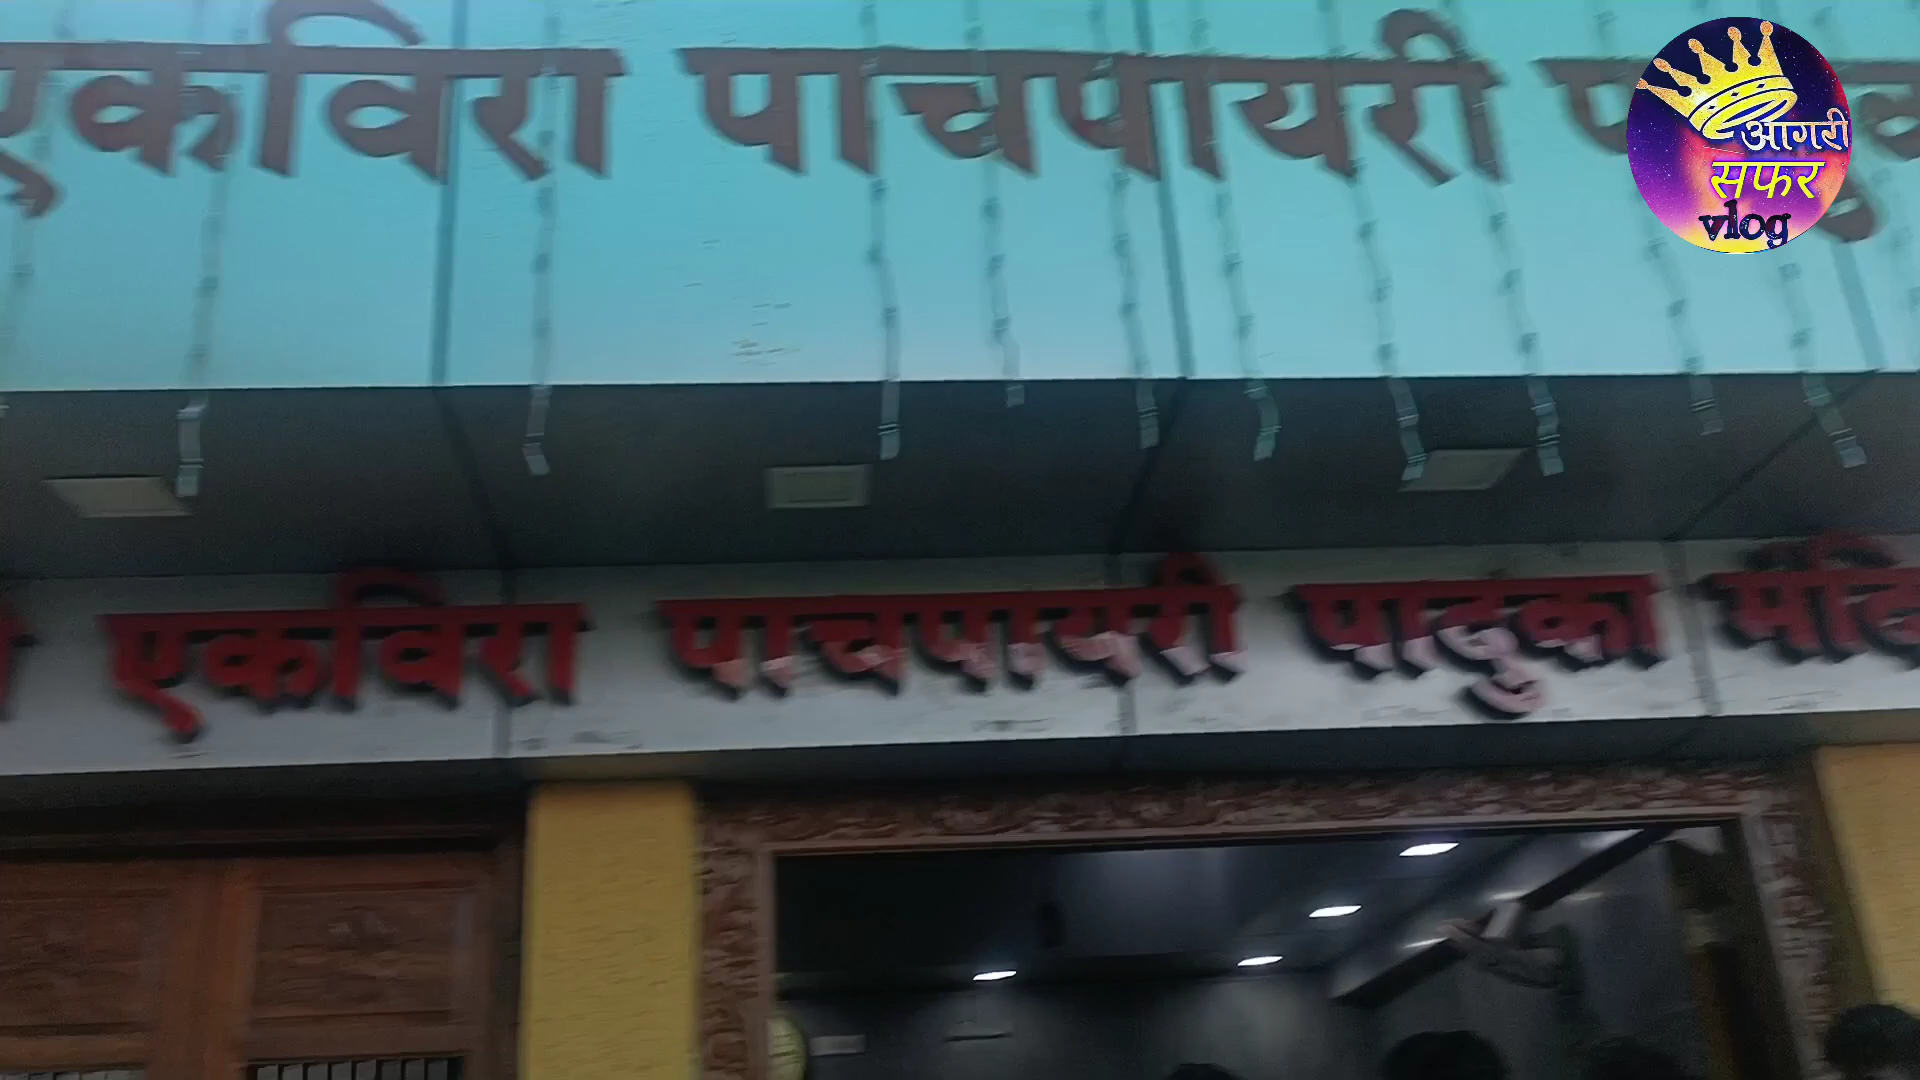 एकविरा पाचपायरी
आगरी
सफर
vlog
एकविरा पाचपायरी पादुका